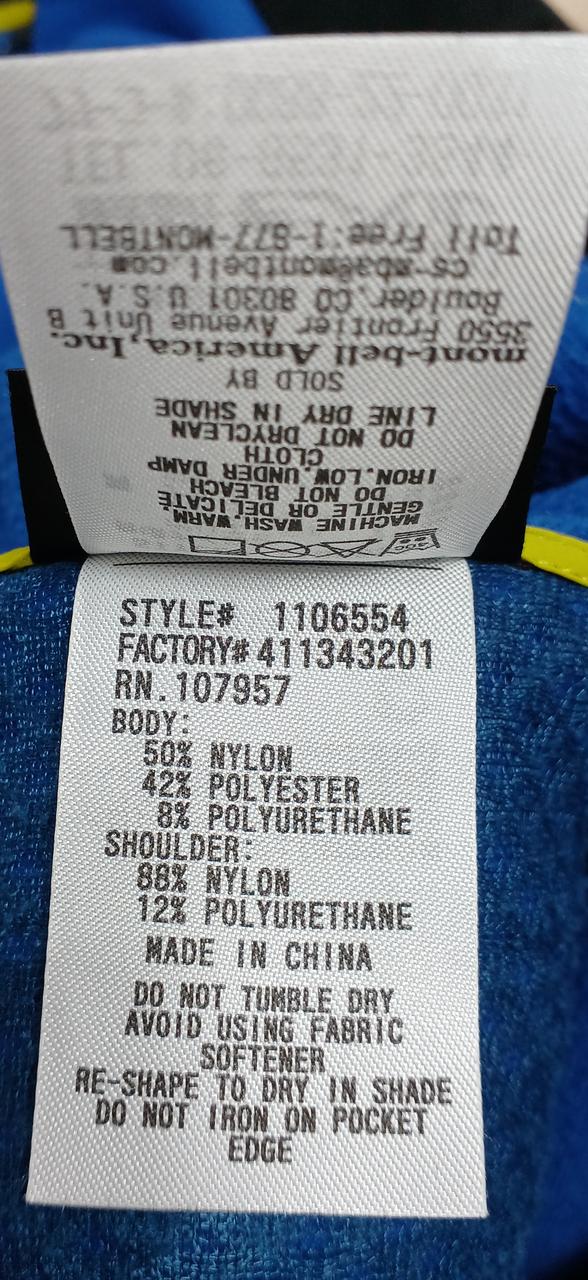 STYLE# 1106554
FACTORY# 411343201
RN.107957
BODY:
50% NYLON
42% POLYESTER
8% POLYURETHANE
SHOULDER:
88% NYLON
12% POLYURETHANE
MADE IN CHINA
DO NOT TUMBLE DRY
AVOID USING FABRIC
SOFTENER
RE-SHAPE TO DRY IN SHADE
DO NOT IRON ON POCKET
EDGE
40C
MACHINE WASH.WARM
GENTLE OR DELICATE
DO NOT BLEACH
IRON.LOW.UNDER DAMP
CLOTH
DO NOT DRYCLEAN
LINE DRY IN SHADE
SOLD BY
mont-bell America,Inc.
3550 Frontier Avenue Unit B
Boulder,CO 80301 U.S.A.
cs-mba@montbell.com
Toll Free:1-877-MONTBELL